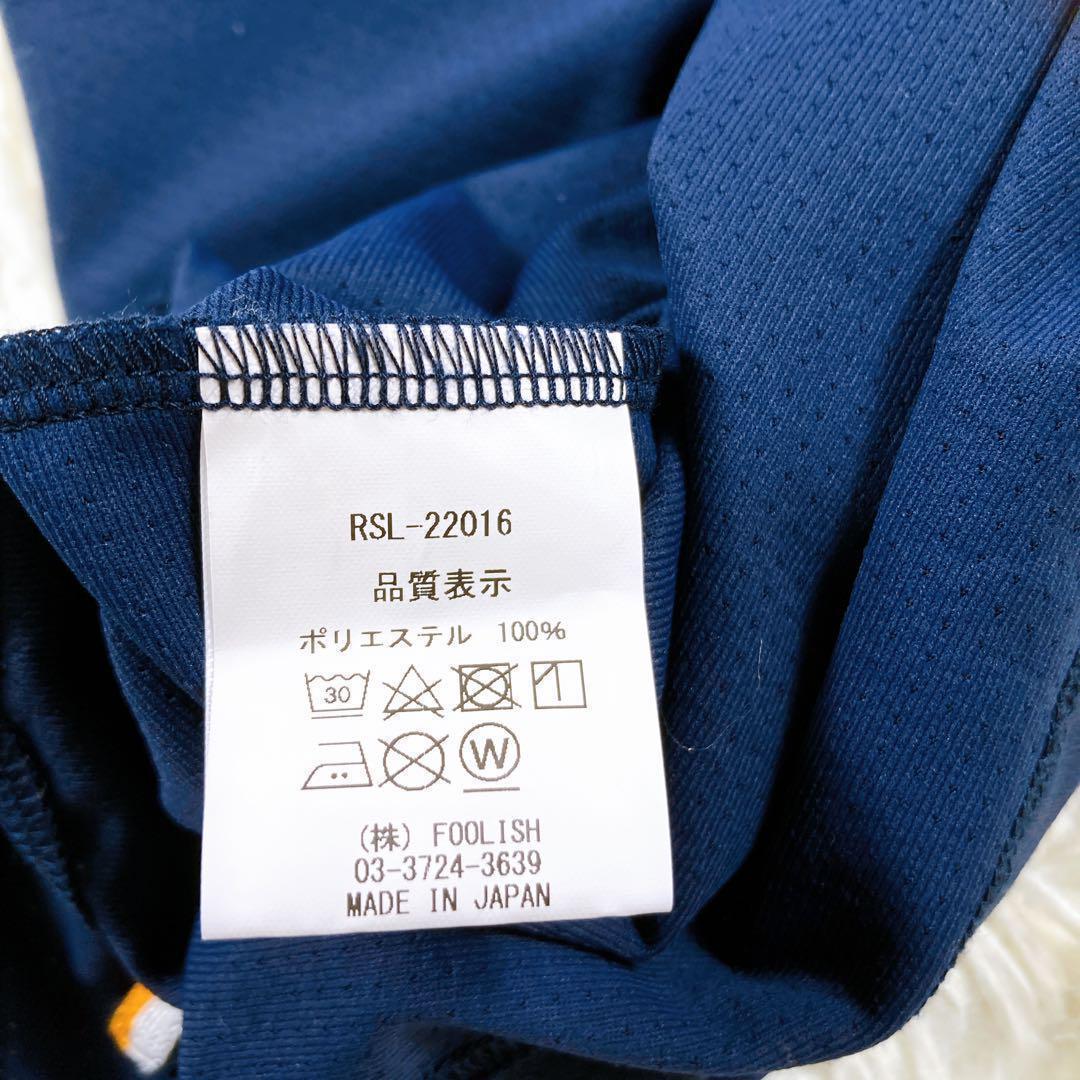 RSL-22016
品質表示
ポリエステル 100%
30
W
(株) FOOLISH
03-3724-3639
MADE IN JAPAN